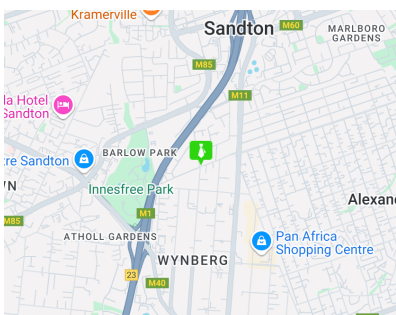 Kramerville
Sandton
M60
MARLBORO
GARDENS
M85
M11
la Hotel
Sandton
BARLOW PARK
tre Sandton
WN
Innesfree Park
Alexan
M1
M85
ATHOLL GARDENS
Pan Africa
Shopping Centre
WYNBERG
23
M40